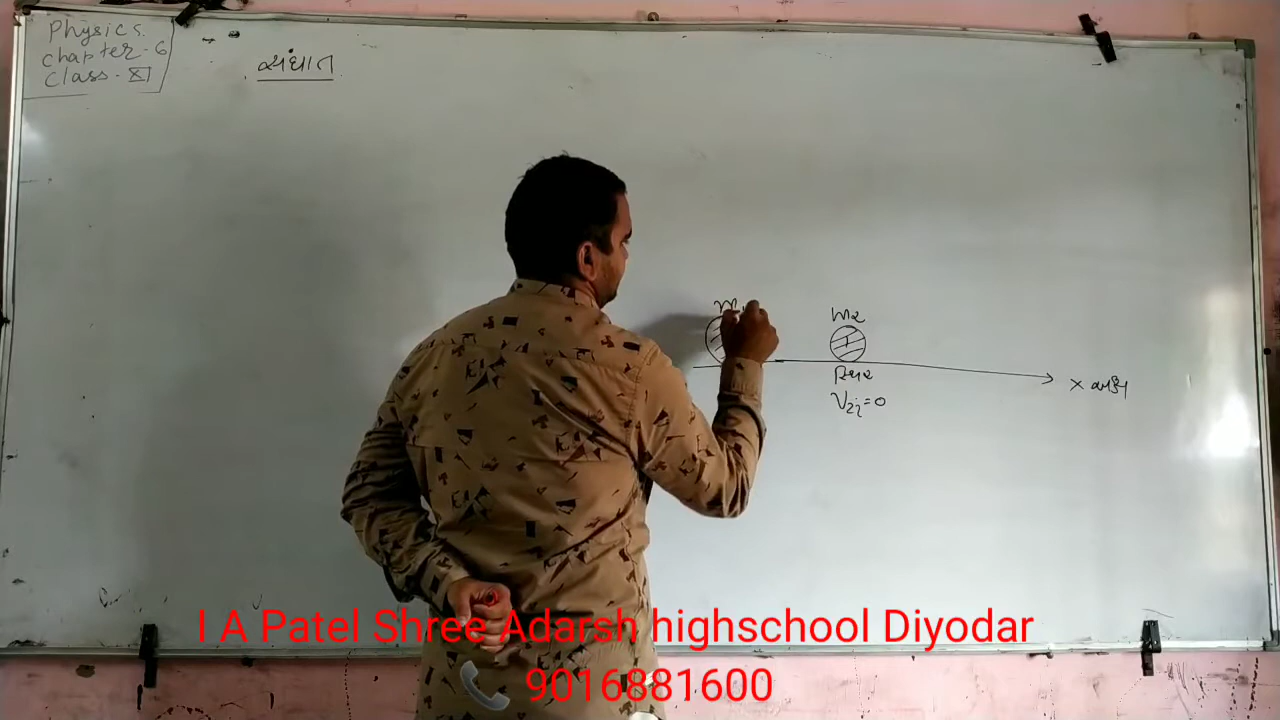 Physics.
chapter-6
Class-XI
સંઘાત
m
m₂
સ્થિર
V₂ᵢ=0
X અક્ષ
I A Patel Shree Adarsh highschool Diyodar
9016881600